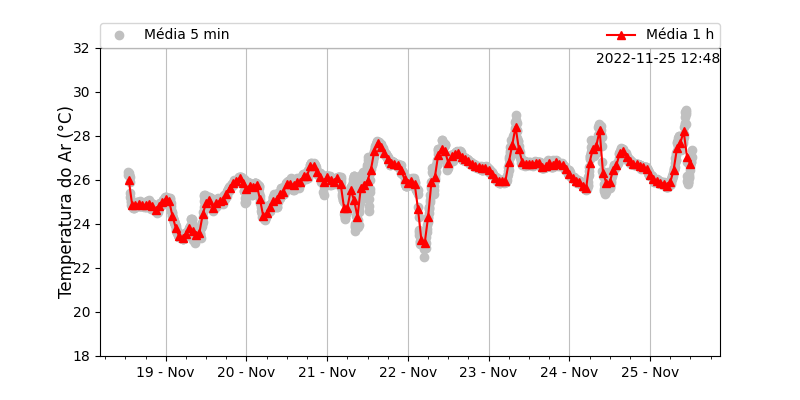 Média 5 min
Média 1 h
2022-11-25 12:48
Temperatura do Ar (°C)
32
30
28
26
24
22
20
18
19 - Nov
20 - Nov
21 - Nov
22 - Nov
23 - Nov
24 - Nov
25 - Nov